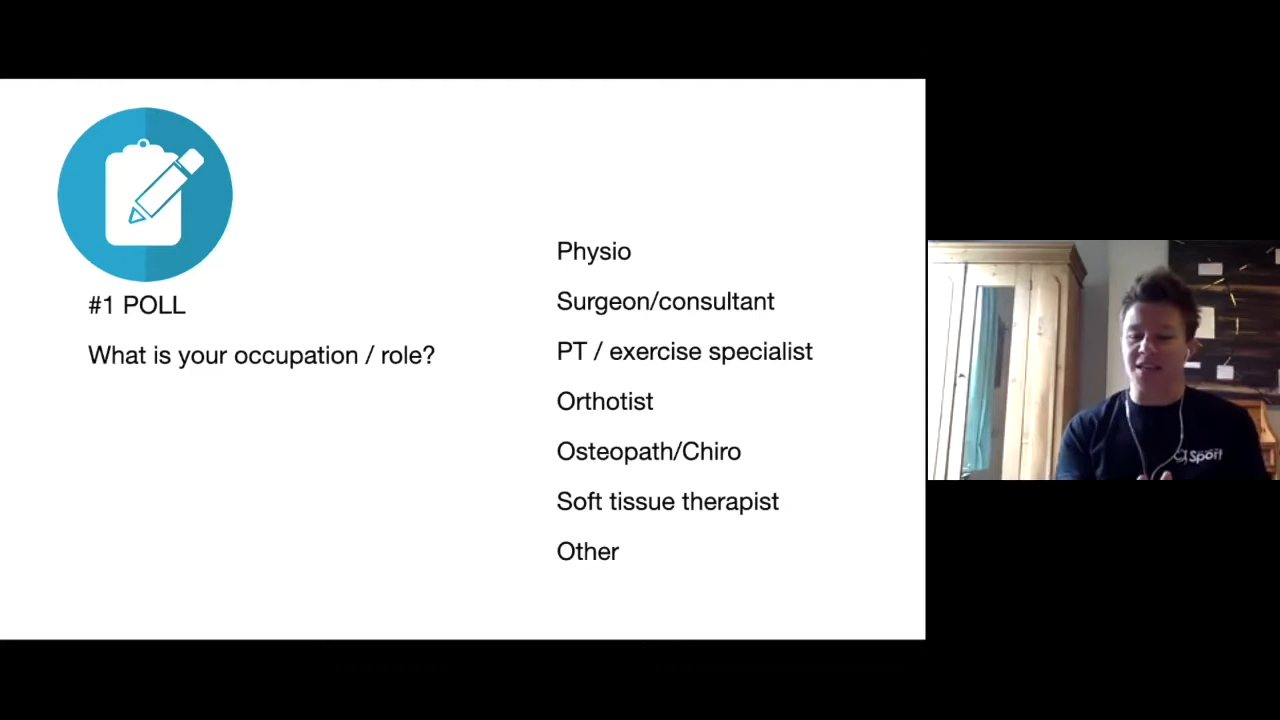 #1 POLL
What is your occupation / role?
Physio
Surgeon/consultant
PT / exercise specialist
Orthotist
Osteopath/Chiro
Soft tissue therapist
Other
Sport